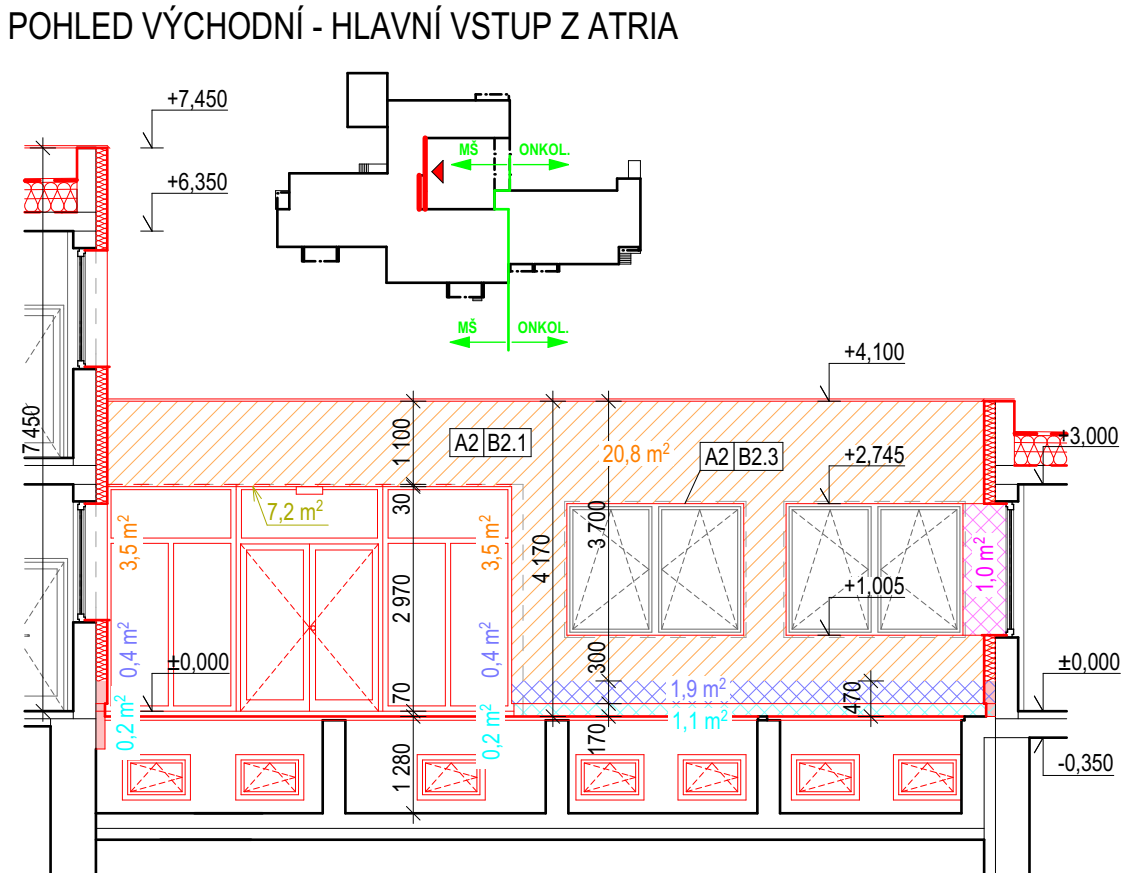 POHLED VÝCHODNÍ - HLAVNÍ VSTUP Z ATRIA
+7,450
+6,350
MŠ ONKOL.
MŠ ONKOL.
+4,100
7 450
1 100
A2 B2.1
20,8 m²
A2 B2.3
+2,745
+3,000
7,2 m²
30
3,5 m²
3,5 m²
3 700
4 170
2 970
1,0 m²
+1,005
0,4 m²
0,4 m²
±0,000
300
±0,000
70
1,9 m²
470
0,2 m²
0,2 m²
1,1 m²
170
1 280
-0,350